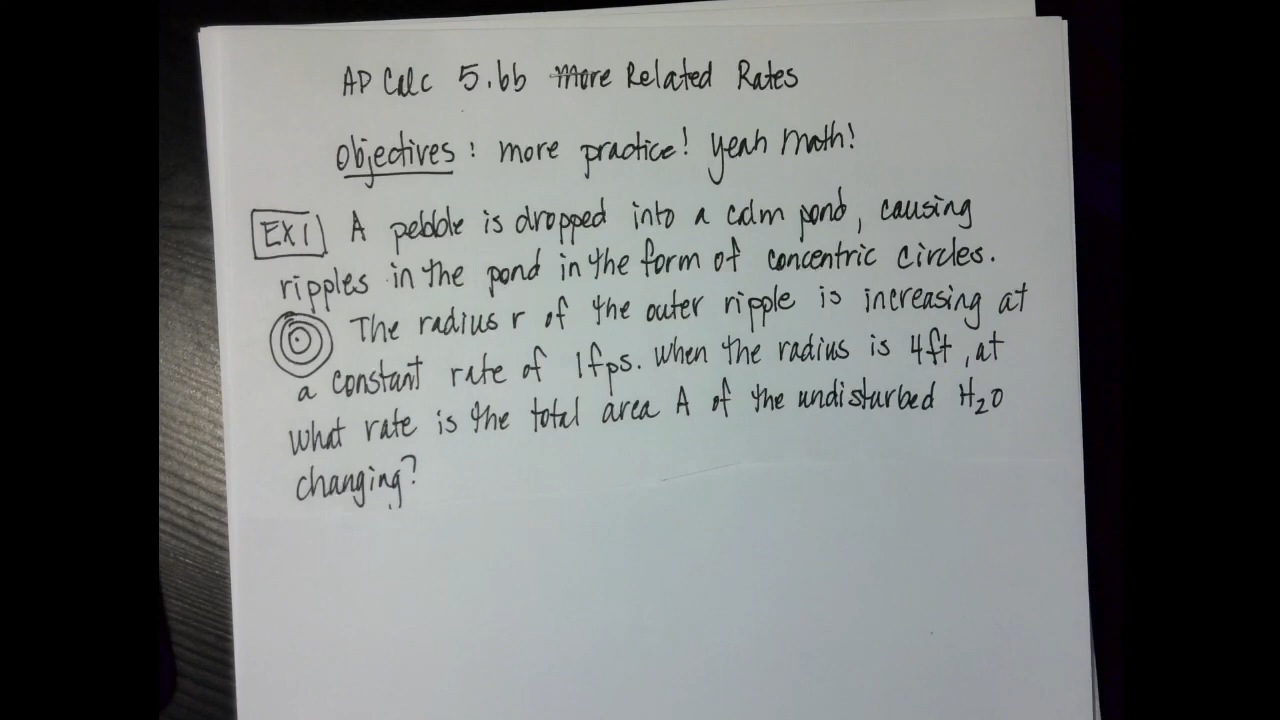 AP Calc 5.6b More Related Rates
Objectives : more practice! yeah math!
EX 1 A pebble is dropped into a calm pond, causing
ripples in the pond in the form of concentric circles.
The radius r of the outer ripple is increasing at
a constant rate of 1fps. When the radius is 4ft, at
what rate is the total area A of the undisturbed H₂O
changing?